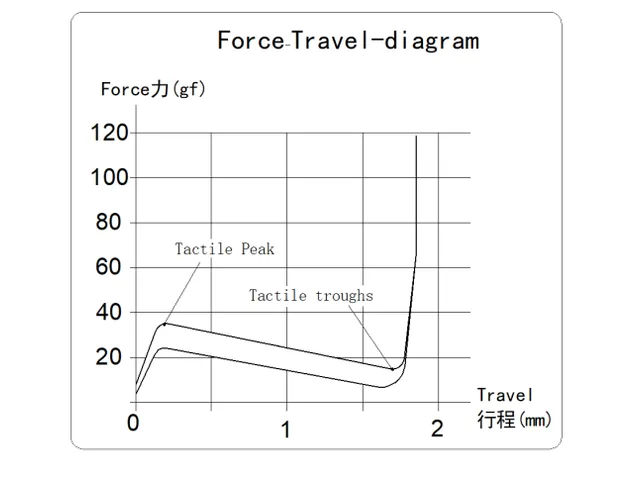 Force-Travel-diagram
Force力(gf)
120
100
80
Tactile Peak
60
Tactile troughs
40
20
Travel
行程(mm)
0
1
2